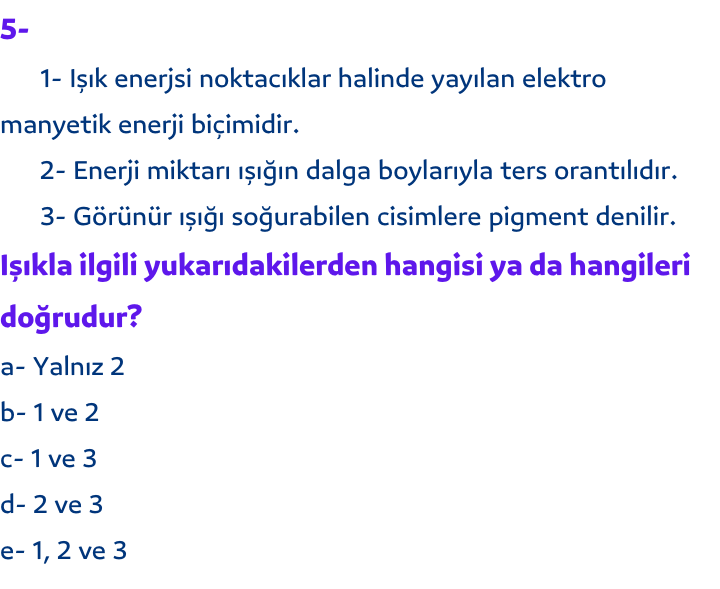 5-
1- Işık enerjsi noktacıklar halinde yayılan elektro
manyetik enerji biçimidir.
2- Enerji miktarı ışığın dalga boylarıyla ters orantılıdır.
3- Görünür ışığı soğurabilen cisimlere pigment denilir.
Işıkla ilgili yukarıdakilerden hangisi ya da hangileri
doğrudur?
a- Yalnız 2
b- 1 ve 2
c- 1 ve 3
d- 2 ve 3
e- 1, 2 ve 3